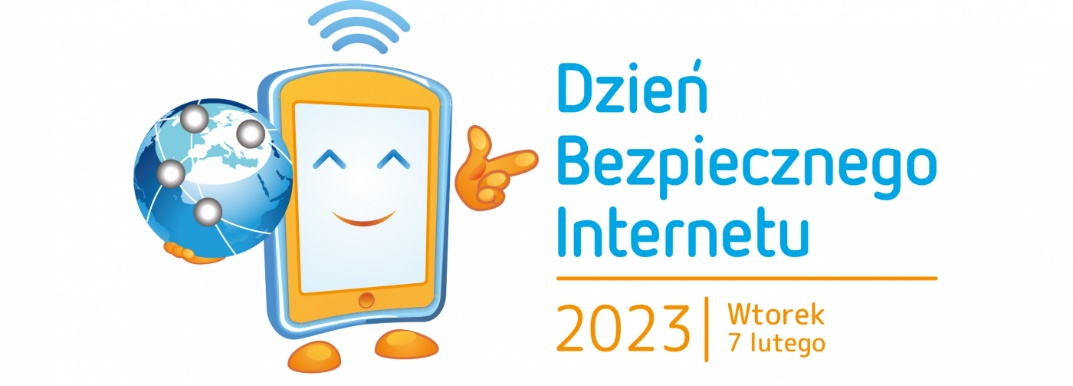 Dzień
Bezpiecznego
Internetu
2023
Wtorek
7 lutego